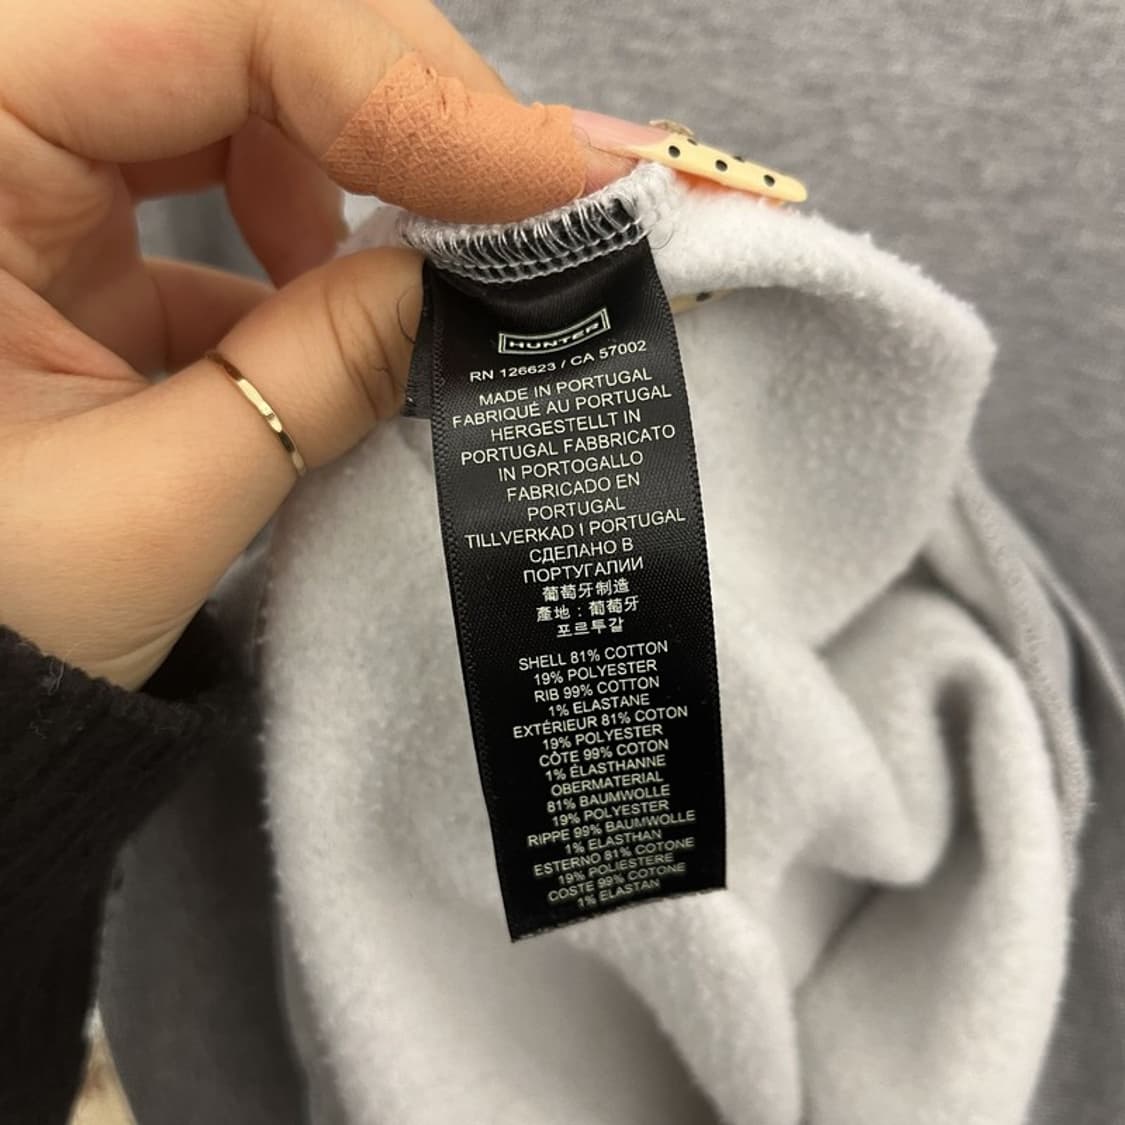 HUNTER
RN 126623 / CA 57002
MADE IN PORTUGAL
FABRIQUÉ AU PORTUGAL
HERGESTELLT IN
PORTUGAL FABBRICATO
IN PORTOGALLO
FABRICADO EN
PORTUGAL
TILLVERKAD I PORTUGAL
СДЕЛАНО В
ПОРТУГАЛИИ
葡萄牙制造
產地：葡萄牙
포르투갈
SHELL 81% COTTON
19% POLYESTER
RIB 99% COTTON
1% ELASTANE
EXTÉRIEUR 81% COTON
19% POLYESTER
CÔTE 99% COTON
1% ÉLASTHANNE
OBERMATERIAL
81% BAUMWOLLE
19% POLYESTER
RIPPE 99% BAUMWOLLE
1% ELASTHAN
ESTERNO 81% COTONE
19% POLIESTERE
COSTE 99% COTONE
1% ELASTAN